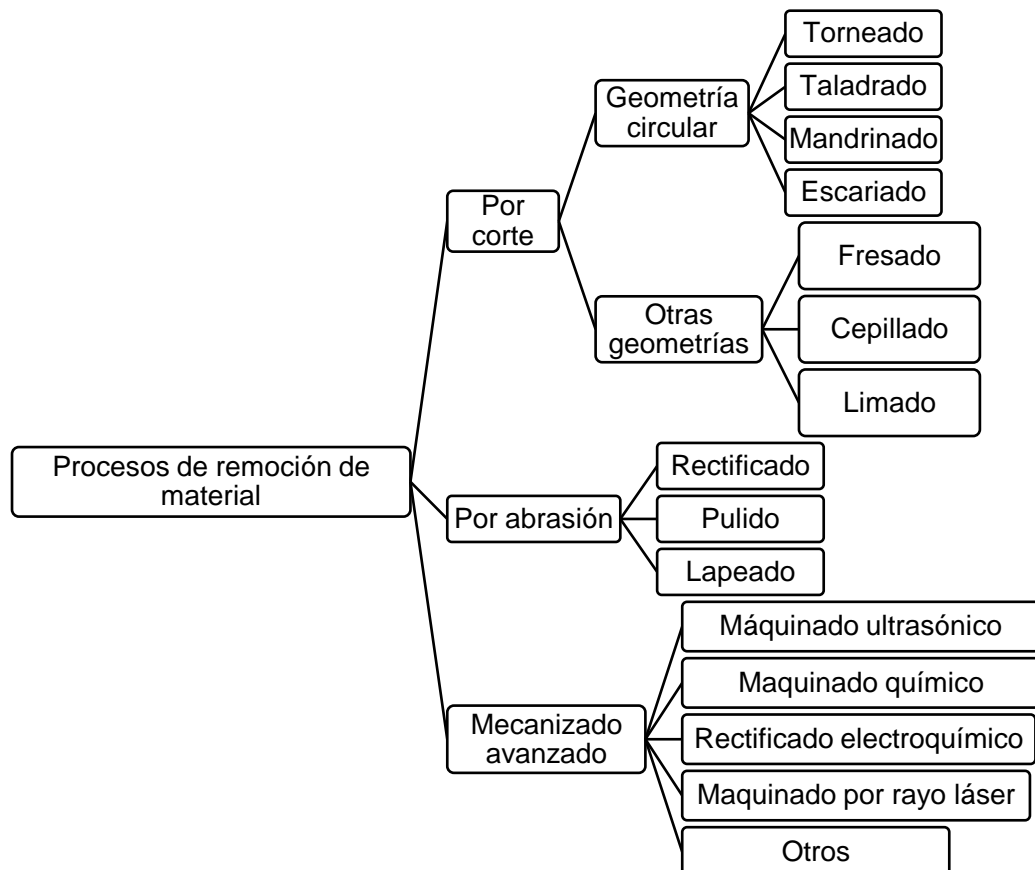 Procesos de remoción de
material
Por
corte
Geometría
circular
Torneado
Taladrado
Mandrinado
Escariado
Otras
geometrías
Fresado
Cepillado
Limado
Por abrasión
Rectificado
Pulido
Lapeado
Mecanizado
avanzado
Máquinado ultrasónico
Maquinado químico
Rectificado electroquímico
Maquinado por rayo láser
Otros